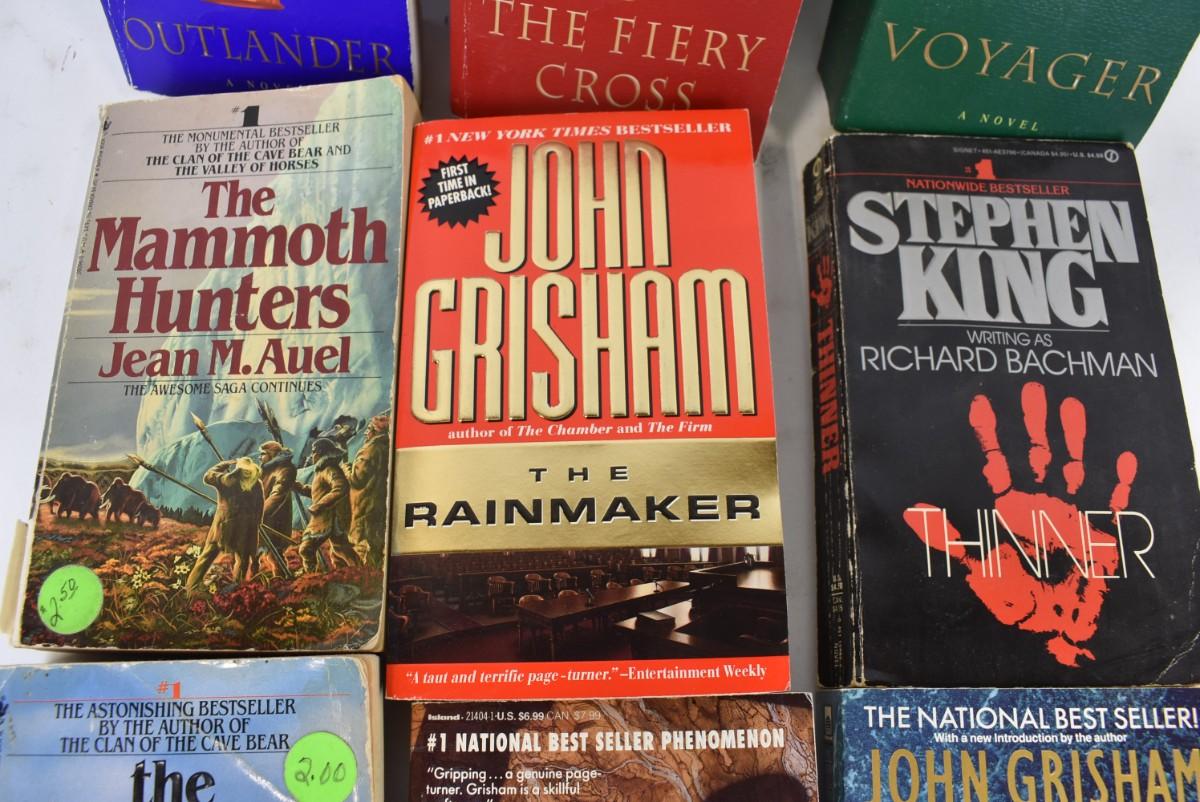 OUTLANDER
THE FIERY
CROSS
VOYAGER
A NOVEL
#1
THE MONUMENTAL BESTSELLER
BY THE AUTHOR OF
THE CLAN OF THE CAVE BEAR AND
THE VALLEY OF HORSES
The
Mammoth
Hunters
Jean M. Auel
THE AWESOME SAGA CONTINUES
$2.50
#1 NEW YORK TIMES BESTSELLER
FIRST
TIME IN
PAPERBACK!
JOHN
GRISHAM
author of The Chamber and The Firm
THE
RAINMAKER
"A taut and terrific page-turner."—Entertainment Weekly
#1
NATIONWIDE BESTSELLER
STEPHEN
KING
WRITING AS
RICHARD BACHMAN
THINNER
THINNER
#1
THE ASTONISHING BESTSELLER
BY THE AUTHOR OF
THE CLAN OF THE CAVE BEAR
the
2.00
Island · 21404-1 · U.S. $6.99 CAN $7.99
#1 NATIONAL BEST SELLER PHENOMENON
"Gripping...a genuine page-
turner. Grisham is a skillful
THE NATIONAL BEST SELLER!
With a new Introduction by the author
JOHN GRISHAM